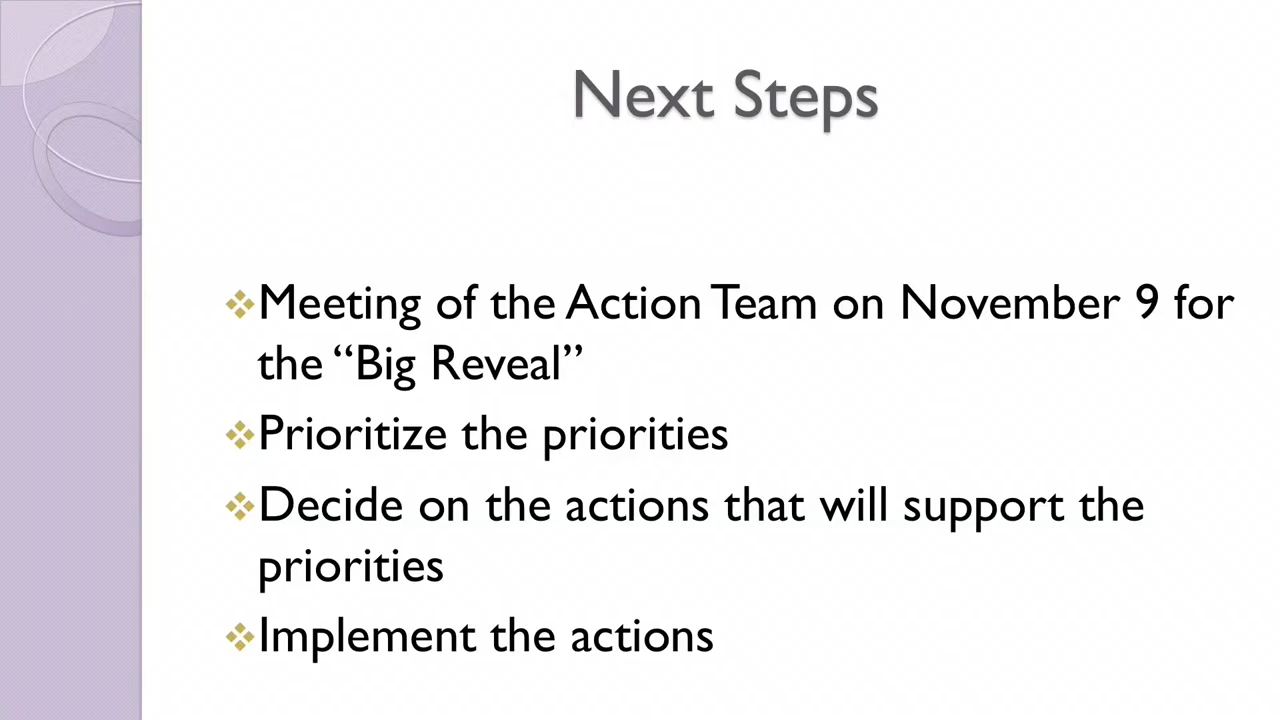 Next Steps
❖Meeting of the Action Team on November 9 for
the “Big Reveal”
❖Prioritize the priorities
❖Decide on the actions that will support the
priorities
❖Implement the actions